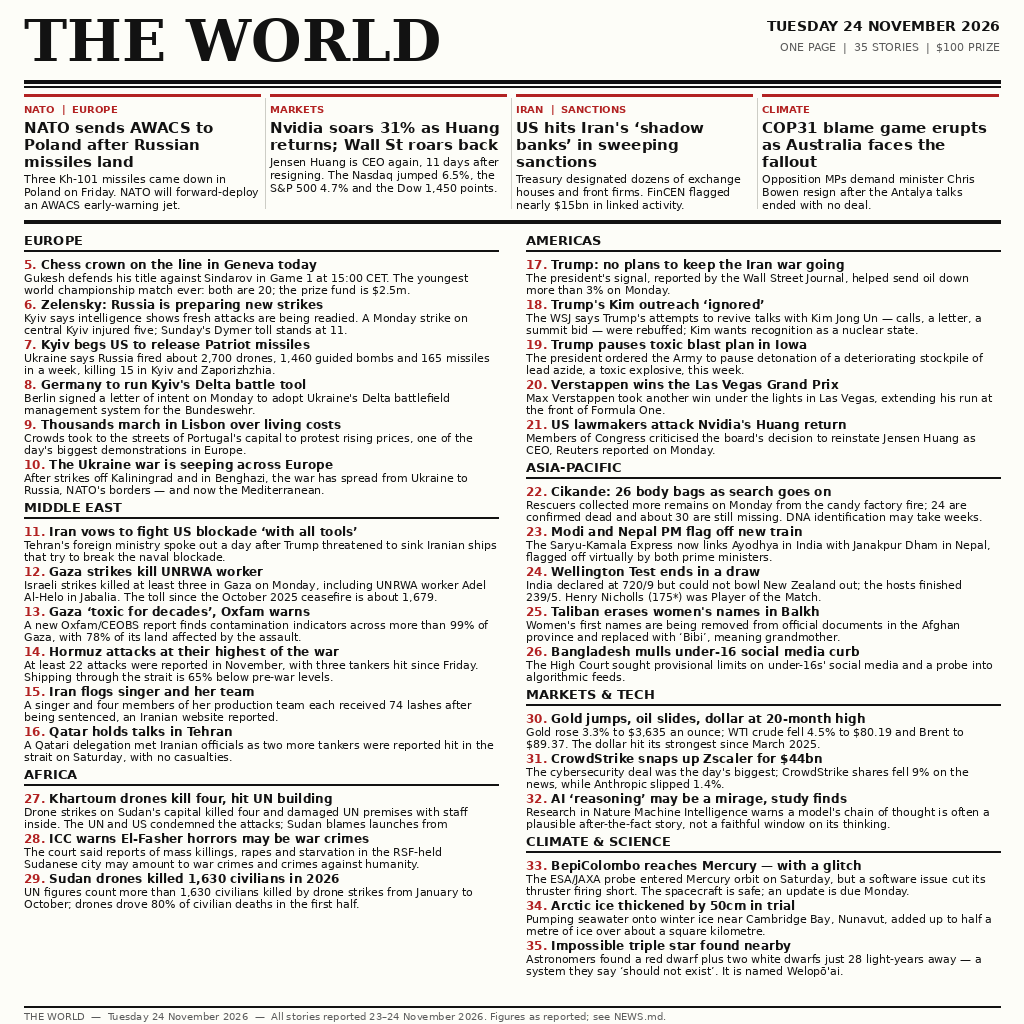 THE WORLD
TUESDAY 24 NOVEMBER 2026
ONE PAGE | 35 STORIES | $100 PRIZE
NATO | EUROPE
NATO sends AWACS to
Poland after Russian
missiles land
Three Kh-101 missiles came down in
Poland on Friday. NATO will forward-deploy
an AWACS early-warning jet.
MARKETS
Nvidia soars 31% as Huang
returns; Wall St roars back
Jensen Huang is CEO again, 11 days after
resigning. The Nasdaq jumped 6.5%, the
S&P 500 4.7% and the Dow 1,450 points.
IRAN | SANCTIONS
US hits Iran's ‘shadow
banks’ in sweeping
sanctions
Treasury designated dozens of exchange
houses and front firms. FinCEN flagged
nearly $15bn in linked activity.
CLIMATE
COP31 blame game erupts
as Australia faces the
fallout
Opposition MPs demand minister Chris
Bowen resign after the Antalya talks
ended with no deal.
EUROPE
5. Chess crown on the line in Geneva today
Gukesh defends his title against Sindarov in Game 1 at 15:00 CET. The youngest
world championship match ever: both are 20; the prize fund is $2.5m.
6. Zelensky: Russia is preparing new strikes
Kyiv says intelligence shows fresh attacks are being readied. A Monday strike on
central Kyiv injured five; Sunday's Dymer toll stands at 11.
7. Kyiv begs US to release Patriot missiles
Ukraine says Russia fired about 2,700 drones, 1,460 guided bombs and 165 missiles
in a week, killing 15 in Kyiv and Zaporizhzhia.
8. Germany to run Kyiv's Delta battle tool
Berlin signed a letter of intent on Monday to adopt Ukraine's Delta battlefield
management system for the Bundeswehr.
9. Thousands march in Lisbon over living costs
Crowds took to the streets of Portugal's capital to protest rising prices, one of the
day's biggest demonstrations in Europe.
10. The Ukraine war is seeping across Europe
After strikes off Kaliningrad and in Benghazi, the war has spread from Ukraine to
Russia, NATO's borders — and now the Mediterranean.
MIDDLE EAST
11. Iran vows to fight US blockade ‘with all tools’
Tehran's foreign ministry spoke out a day after Trump threatened to sink Iranian ships
that try to break the naval blockade.
12. Gaza strikes kill UNRWA worker
Israeli strikes killed at least three in Gaza on Monday, including UNRWA worker Adel
Al-Helo in Jabalia. The toll since the October 2025 ceasefire is about 1,679.
13. Gaza ‘toxic for decades’, Oxfam warns
A new Oxfam/CEOBS report finds contamination indicators across more than 99% of
Gaza, with 78% of its land affected by the assault.
14. Hormuz attacks at their highest of the war
At least 22 attacks were reported in November, with three tankers hit since Friday.
Shipping through the strait is 65% below pre-war levels.
15. Iran flogs singer and her team
A singer and four members of her production team each received 74 lashes after
being sentenced, an Iranian website reported.
16. Qatar holds talks in Tehran
A Qatari delegation met Iranian officials as two more tankers were reported hit in the
strait on Saturday, with no casualties.
AFRICA
27. Khartoum drones kill four, hit UN building
Drone strikes on Sudan's capital killed four and damaged UN premises with staff
inside. The UN and US condemned the attacks; Sudan blames launches from
28. ICC warns El-Fasher horrors may be war crimes
The court said reports of mass killings, rapes and starvation in the RSF-held
Sudanese city may amount to war crimes and crimes against humanity.
29. Sudan drones killed 1,630 civilians in 2026
UN figures count more than 1,630 civilians killed by drone strikes from January to
October; drones drove 80% of civilian deaths in the first half.
AMERICAS
17. Trump: no plans to keep the Iran war going
The president's signal, reported by the Wall Street Journal, helped send oil down
more than 3% on Monday.
18. Trump's Kim outreach ‘ignored’
The WSJ says Trump's attempts to revive talks with Kim Jong Un — calls, a letter, a
summit bid — were rebuffed; Kim wants recognition as a nuclear state.
19. Trump pauses toxic blast plan in Iowa
The president ordered the Army to pause detonation of a deteriorating stockpile of
lead azide, a toxic explosive, this week.
20. Verstappen wins the Las Vegas Grand Prix
Max Verstappen took another win under the lights in Las Vegas, extending his run at
the front of Formula One.
21. US lawmakers attack Nvidia's Huang return
Members of Congress criticised the board's decision to reinstate Jensen Huang as
CEO, Reuters reported on Monday.
ASIA-PACIFIC
22. Cikande: 26 body bags as search goes on
Rescuers collected more remains on Monday from the candy factory fire; 24 are
confirmed dead and about 30 are still missing. DNA identification may take weeks.
23. Modi and Nepal PM flag off new train
The Saryu-Kamala Express now links Ayodhya in India with Janakpur Dham in Nepal,
flagged off virtually by both prime ministers.
24. Wellington Test ends in a draw
India declared at 720/9 but could not bowl New Zealand out; the hosts finished
239/5. Henry Nicholls (175*) was Player of the Match.
25. Taliban erases women's names in Balkh
Women's first names are being removed from official documents in the Afghan
province and replaced with ‘Bibi’, meaning grandmother.
26. Bangladesh mulls under-16 social media curb
The High Court sought provisional limits on under-16s' social media and a probe into
algorithmic feeds.
MARKETS & TECH
30. Gold jumps, oil slides, dollar at 20-month high
Gold rose 3.3% to $3,635 an ounce; WTI crude fell 4.5% to $80.19 and Brent to
$89.37. The dollar hit its strongest since March 2025.
31. CrowdStrike snaps up Zscaler for $44bn
The cybersecurity deal was the day's biggest; CrowdStrike shares fell 9% on the
news, while Anthropic slipped 1.4%.
32. AI ‘reasoning’ may be a mirage, study finds
Research in Nature Machine Intelligence warns a model's chain of thought is often a
plausible after-the-fact story, not a faithful window on its thinking.
CLIMATE & SCIENCE
33. BepiColombo reaches Mercury — with a glitch
The ESA/JAXA probe entered Mercury orbit on Saturday, but a software issue cut its
thruster firing short. The spacecraft is safe; an update is due Monday.
34. Arctic ice thickened by 50cm in trial
Pumping seawater onto winter ice near Cambridge Bay, Nunavut, added up to half a
metre of ice over about a square kilometre.
35. Impossible triple star found nearby
Astronomers found a red dwarf plus two white dwarfs just 28 light-years away — a
system they say ‘should not exist’. It is named Welopō'ai.
THE WORLD — Tuesday 24 November 2026 — All stories reported 23–24 November 2026. Figures as reported; see NEWS.md.